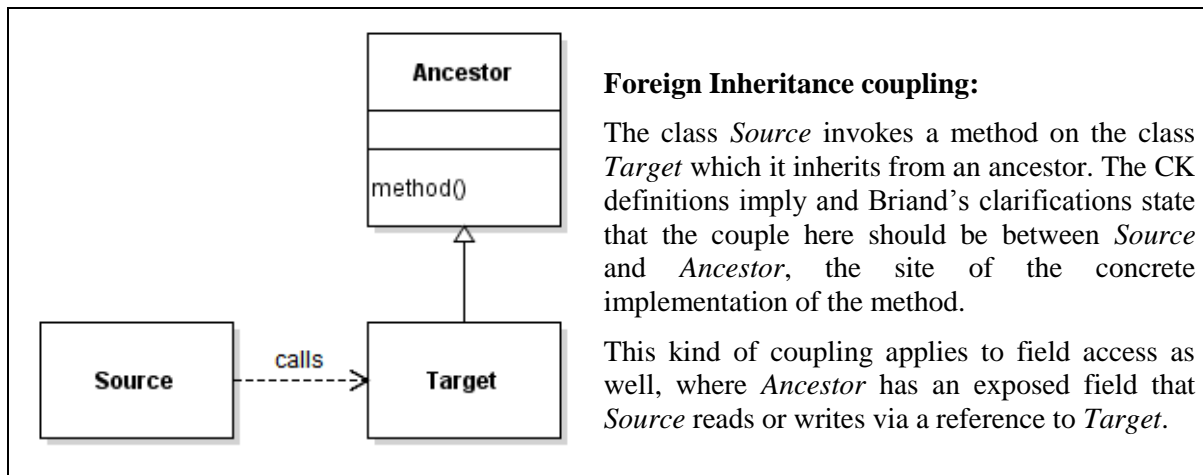 Ancestor
method()
Source
calls
Target
Foreign Inheritance coupling:
The class Source invokes a method on the class
Target which it inherits from an ancestor. The CK
definitions imply and Briand's clarifications state
that the couple here should be between Source
and Ancestor, the site of the concrete
implementation of the method.
This kind of coupling applies to field access as
well, where Ancestor has an exposed field that
Source reads or writes via a reference to Target.